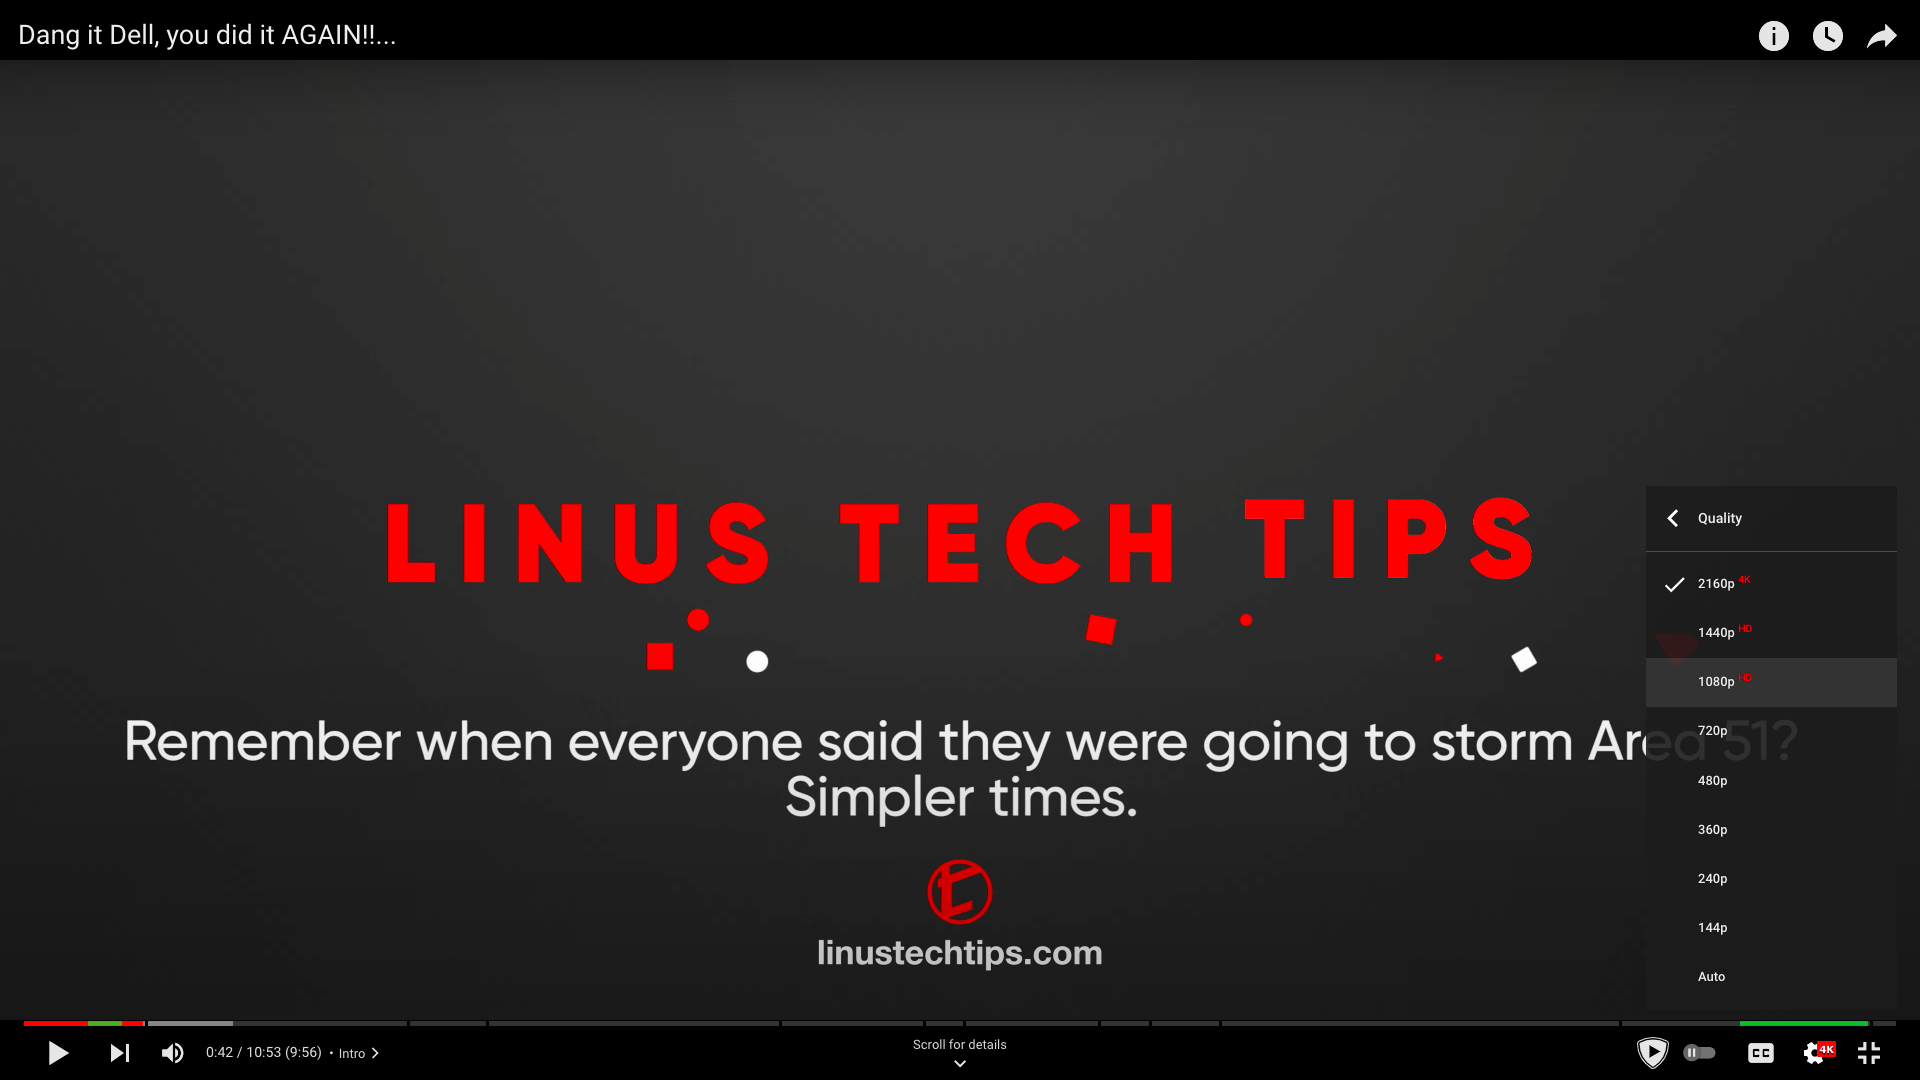 Dang it Dell, you did it AGAIN!!...
LINUS TECH TIPS
Quality
2160p 4K
1440p HD
1080p HD
720p
480p
360p
240p
144p
Auto
Remember when everyone said they were going to storm Area 51?
Simpler times.
linustechtips.com
0:42 / 10:53 (9:56) • Intro
Scroll for details
CC
4K